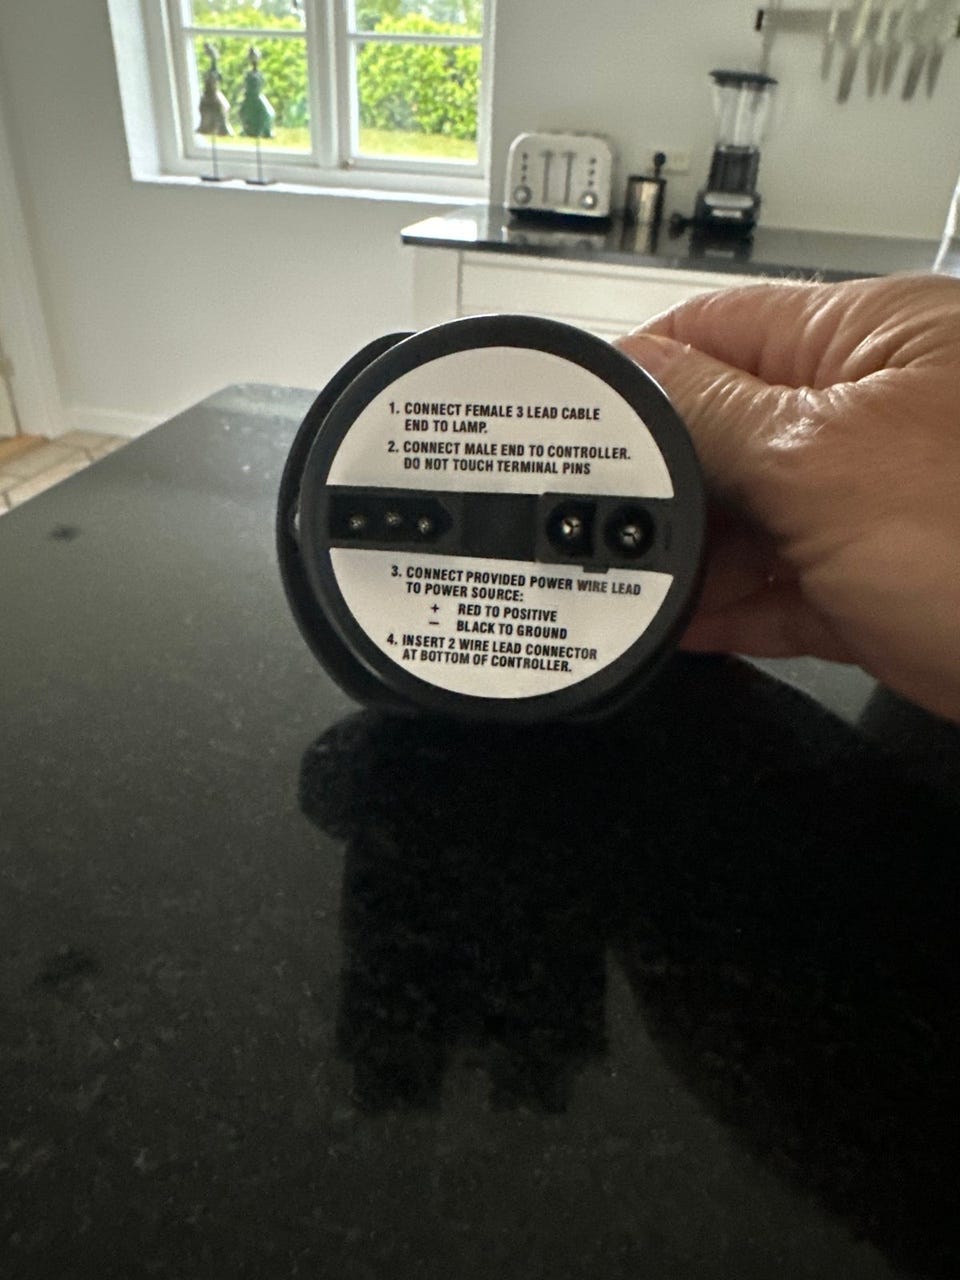 1. CONNECT FEMALE 3 LEAD CABLE
END TO LAMP.
2. CONNECT MALE END TO CONTROLLER.
DO NOT TOUCH TERMINAL PINS
3. CONNECT PROVIDED POWER WIRE LEAD
TO POWER SOURCE:
+ RED TO POSITIVE
− BLACK TO GROUND
4. INSERT 2 WIRE LEAD CONNECTOR
AT BOTTOM OF CONTROLLER.